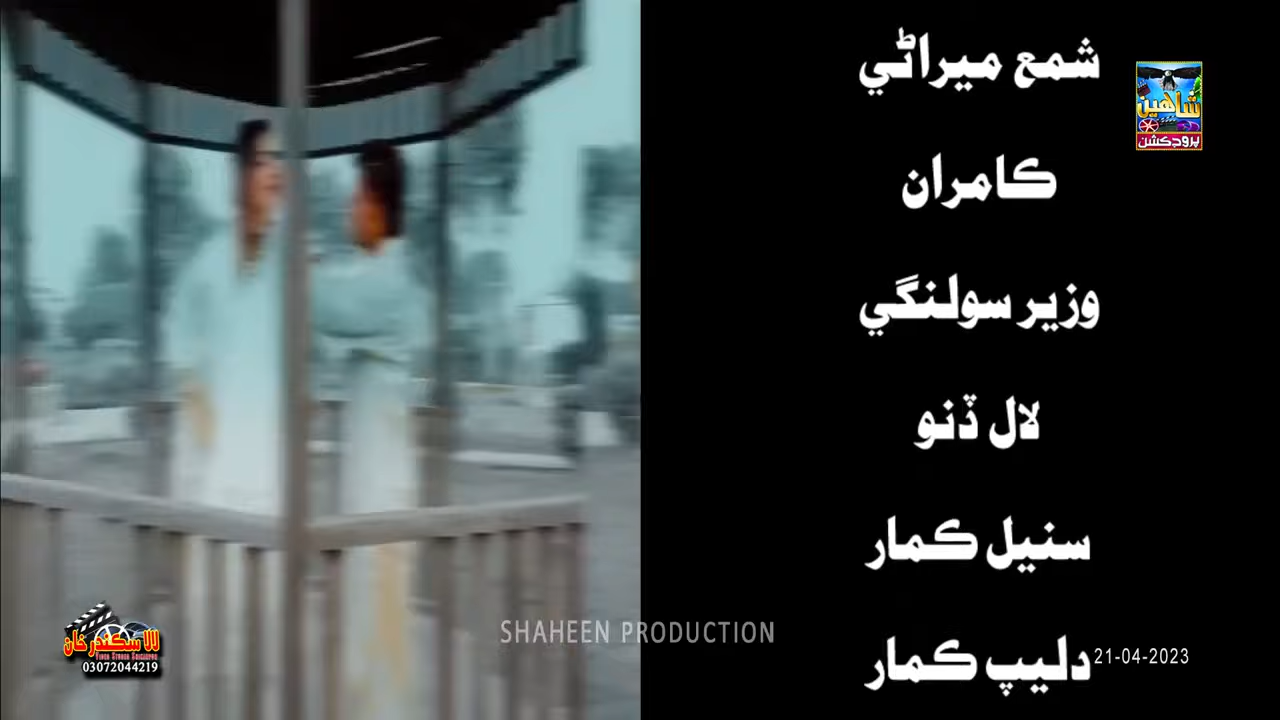 شمع ميراڻي
شاهين
پروڊڪشن
ڪامران
وزير سولنگي
لال ڏنو
سنيل ڪمار
SHAHEEN PRODUCTION
لالا سڪندر خان
03072044219
دليپ ڪمار
21-04-2023